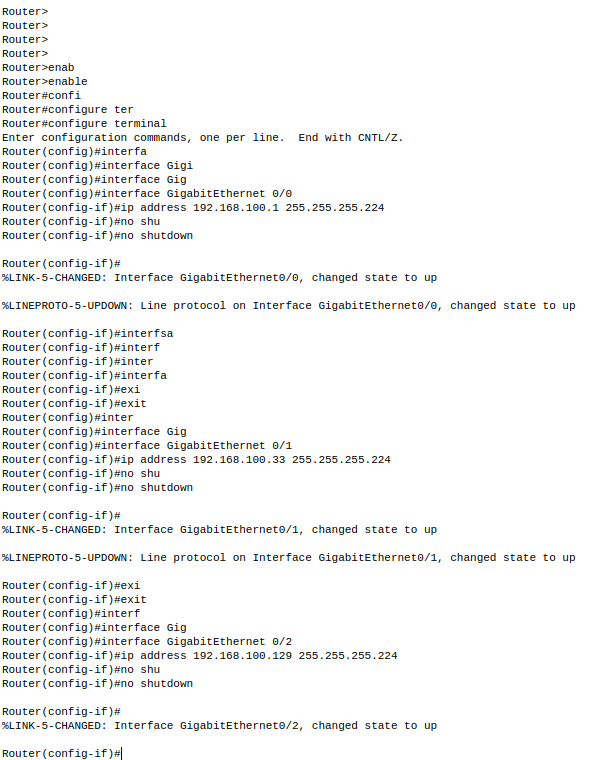 Router>
Router>
Router>
Router>
Router>enab
Router>enable
Router#confi
Router#configure ter
Router#configure terminal
Enter configuration commands, one per line.  End with CNTL/Z.
Router(config)#interfa
Router(config)#interface Gigi
Router(config)#interface Gig
Router(config)#interface GigabitEthernet 0/0
Router(config-if)#ip address 192.168.100.1 255.255.255.224
Router(config-if)#no shu
Router(config-if)#no shutdown
Router(config-if)#
%LINK-5-CHANGED: Interface GigabitEthernet0/0, changed state to up
%LINEPROTO-5-UPDOWN: Line protocol on Interface GigabitEthernet0/0, changed state to up
Router(config-if)#interfsa
Router(config-if)#interf
Router(config-if)#inter
Router(config-if)#interfa
Router(config-if)#exi
Router(config-if)#exit
Router(config)#inter
Router(config)#interface Gig
Router(config)#interface GigabitEthernet 0/1
Router(config-if)#ip address 192.168.100.33 255.255.255.224
Router(config-if)#no shu
Router(config-if)#no shutdown
Router(config-if)#
%LINK-5-CHANGED: Interface GigabitEthernet0/1, changed state to up
%LINEPROTO-5-UPDOWN: Line protocol on Interface GigabitEthernet0/1, changed state to up
Router(config-if)#exi
Router(config-if)#exit
Router(config)#interf
Router(config)#interface Gig
Router(config)#interface GigabitEthernet 0/2
Router(config-if)#ip address 192.168.100.129 255.255.255.224
Router(config-if)#no shu
Router(config-if)#no shutdown
Router(config-if)#
%LINK-5-CHANGED: Interface GigabitEthernet0/2, changed state to up
Router(config-if)#